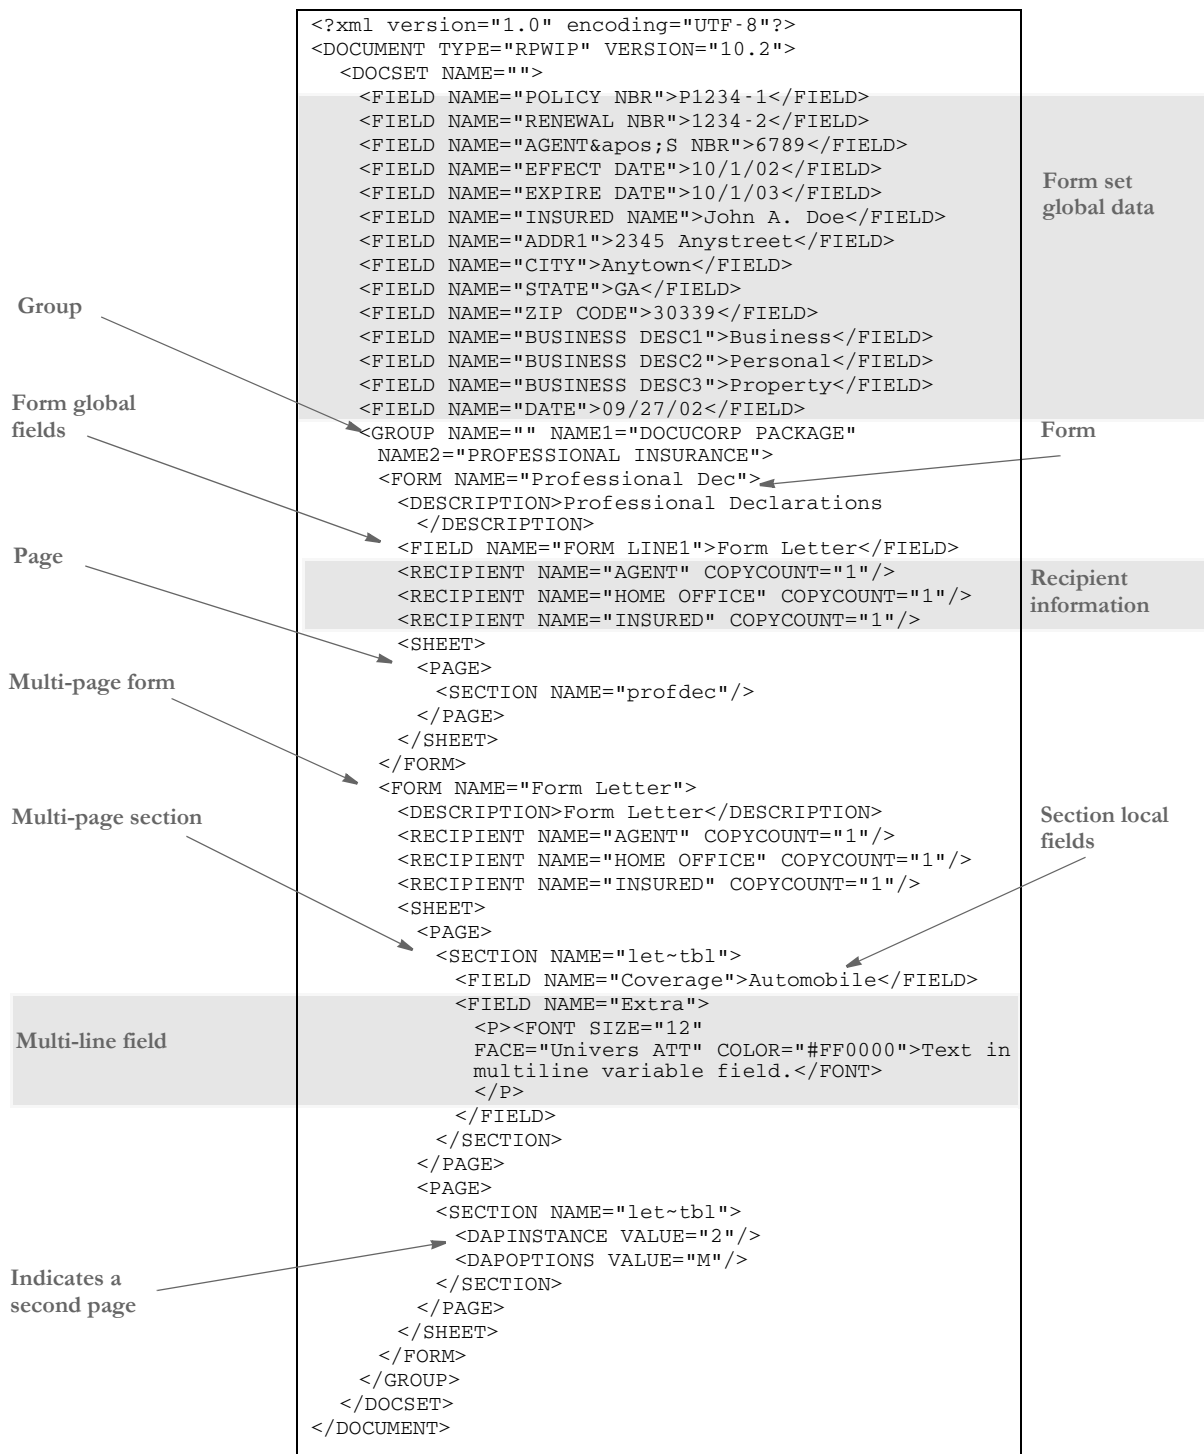 <?xml version="1.0" encoding="UTF-8"?>
<DOCUMENT TYPE="RPWIP" VERSION="10.2">
<DOCSET NAME="">
<FIELD NAME="POLICY NBR">P1234-1</FIELD>
<FIELD NAME="RENEWAL NBR">1234-2</FIELD>
<FIELD NAME="AGENT&apos;S NBR">6789</FIELD>
<FIELD NAME="EFFECT DATE">10/1/02</FIELD>
<FIELD NAME="EXPIRE DATE">10/1/03</FIELD>
<FIELD NAME="INSURED NAME">John A. Doe</FIELD>
<FIELD NAME="ADDR1">2345 Anystreet</FIELD>
<FIELD NAME="CITY">Anytown</FIELD>
<FIELD NAME="STATE">GA</FIELD>
<FIELD NAME="ZIP CODE">30339</FIELD>
<FIELD NAME="BUSINESS DESC1">Business</FIELD>
<FIELD NAME="BUSINESS DESC2">Personal</FIELD>
<FIELD NAME="BUSINESS DESC3">Property</FIELD>
<FIELD NAME="DATE">09/27/02</FIELD>
<GROUP NAME="" NAME1="DOCUCORP PACKAGE"
NAME2="PROFESSIONAL INSURANCE">
<FORM NAME="Professional Dec">
<DESCRIPTION>Professional Declarations
</DESCRIPTION>
<FIELD NAME="FORM LINE1">Form Letter</FIELD>
<RECIPIENT NAME="AGENT" COPYCOUNT="1"/>
<RECIPIENT NAME="HOME OFFICE" COPYCOUNT="1"/>
<RECIPIENT NAME="INSURED" COPYCOUNT="1"/>
<SHEET>
<PAGE>
<SECTION NAME="profdec"/>
</PAGE>
</SHEET>
</FORM>
<FORM NAME="Form Letter">
<DESCRIPTION>Form Letter</DESCRIPTION>
<RECIPIENT NAME="AGENT" COPYCOUNT="1"/>
<RECIPIENT NAME="HOME OFFICE" COPYCOUNT="1"/>
<RECIPIENT NAME="INSURED" COPYCOUNT="1"/>
<SHEET>
<PAGE>
<SECTION NAME="let~tbl">
<FIELD NAME="Coverage">Automobile</FIELD>
<FIELD NAME="Extra">
<P><FONT SIZE="12"
FACE="Univers ATT" COLOR="#FF0000">Text in
multiline variable field.</FONT>
</P>
</FIELD>
</SECTION>
</PAGE>
<PAGE>
<SECTION NAME="let~tbl">
<DAPINSTANCE VALUE="2"/>
<DAPOPTIONS VALUE="M"/>
</SECTION>
</PAGE>
</SHEET>
</FORM>
</GROUP>
</DOCSET>
</DOCUMENT>
Group
Form global
fields
Page
Multi-page form
Multi-page section
Multi-line field
Indicates a
second page
Form set
global data
Form
Recipient
information
Section local
fields